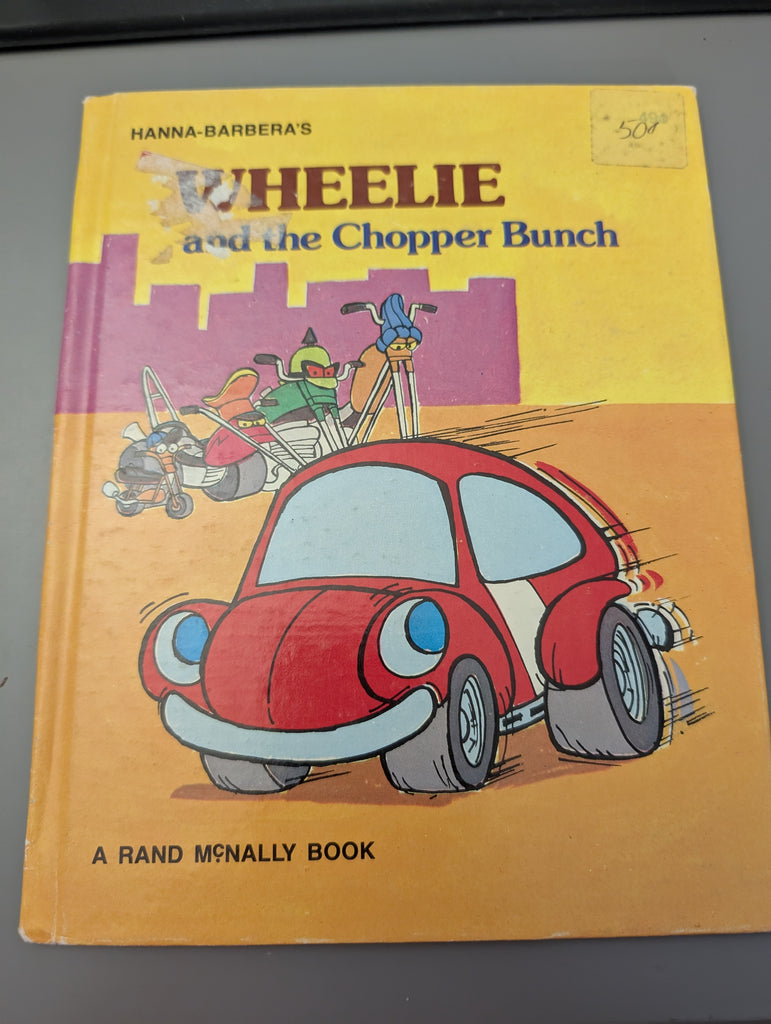 HANNA-BARBERA'S
50¢
WHEELIE
and the Chopper Bunch
A RAND McNALLY BOOK